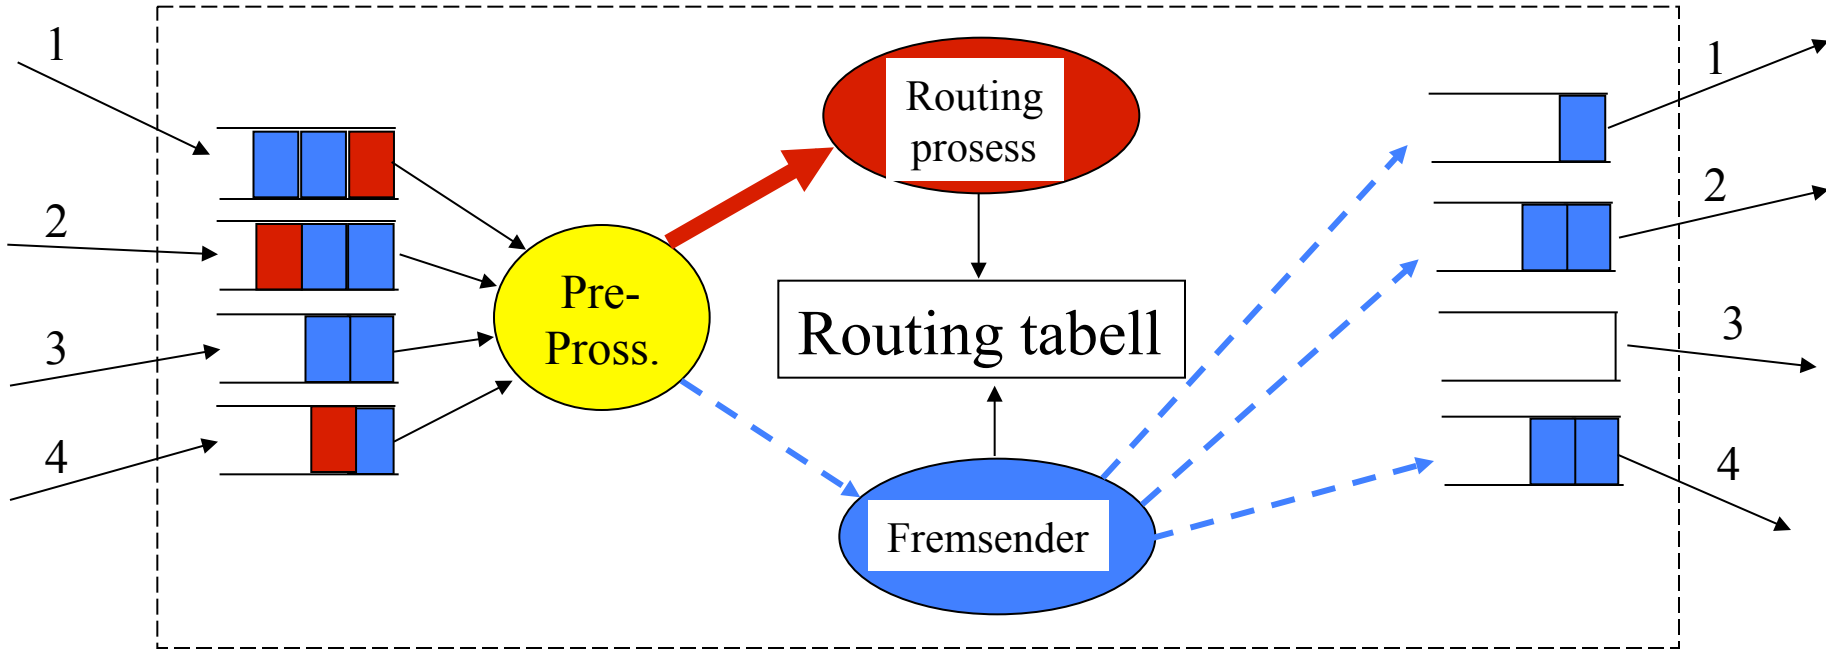 1
2
3
4
Pre-
Pross.
Routing
prosess
Routing tabell
Fremsender
1
2
3
4